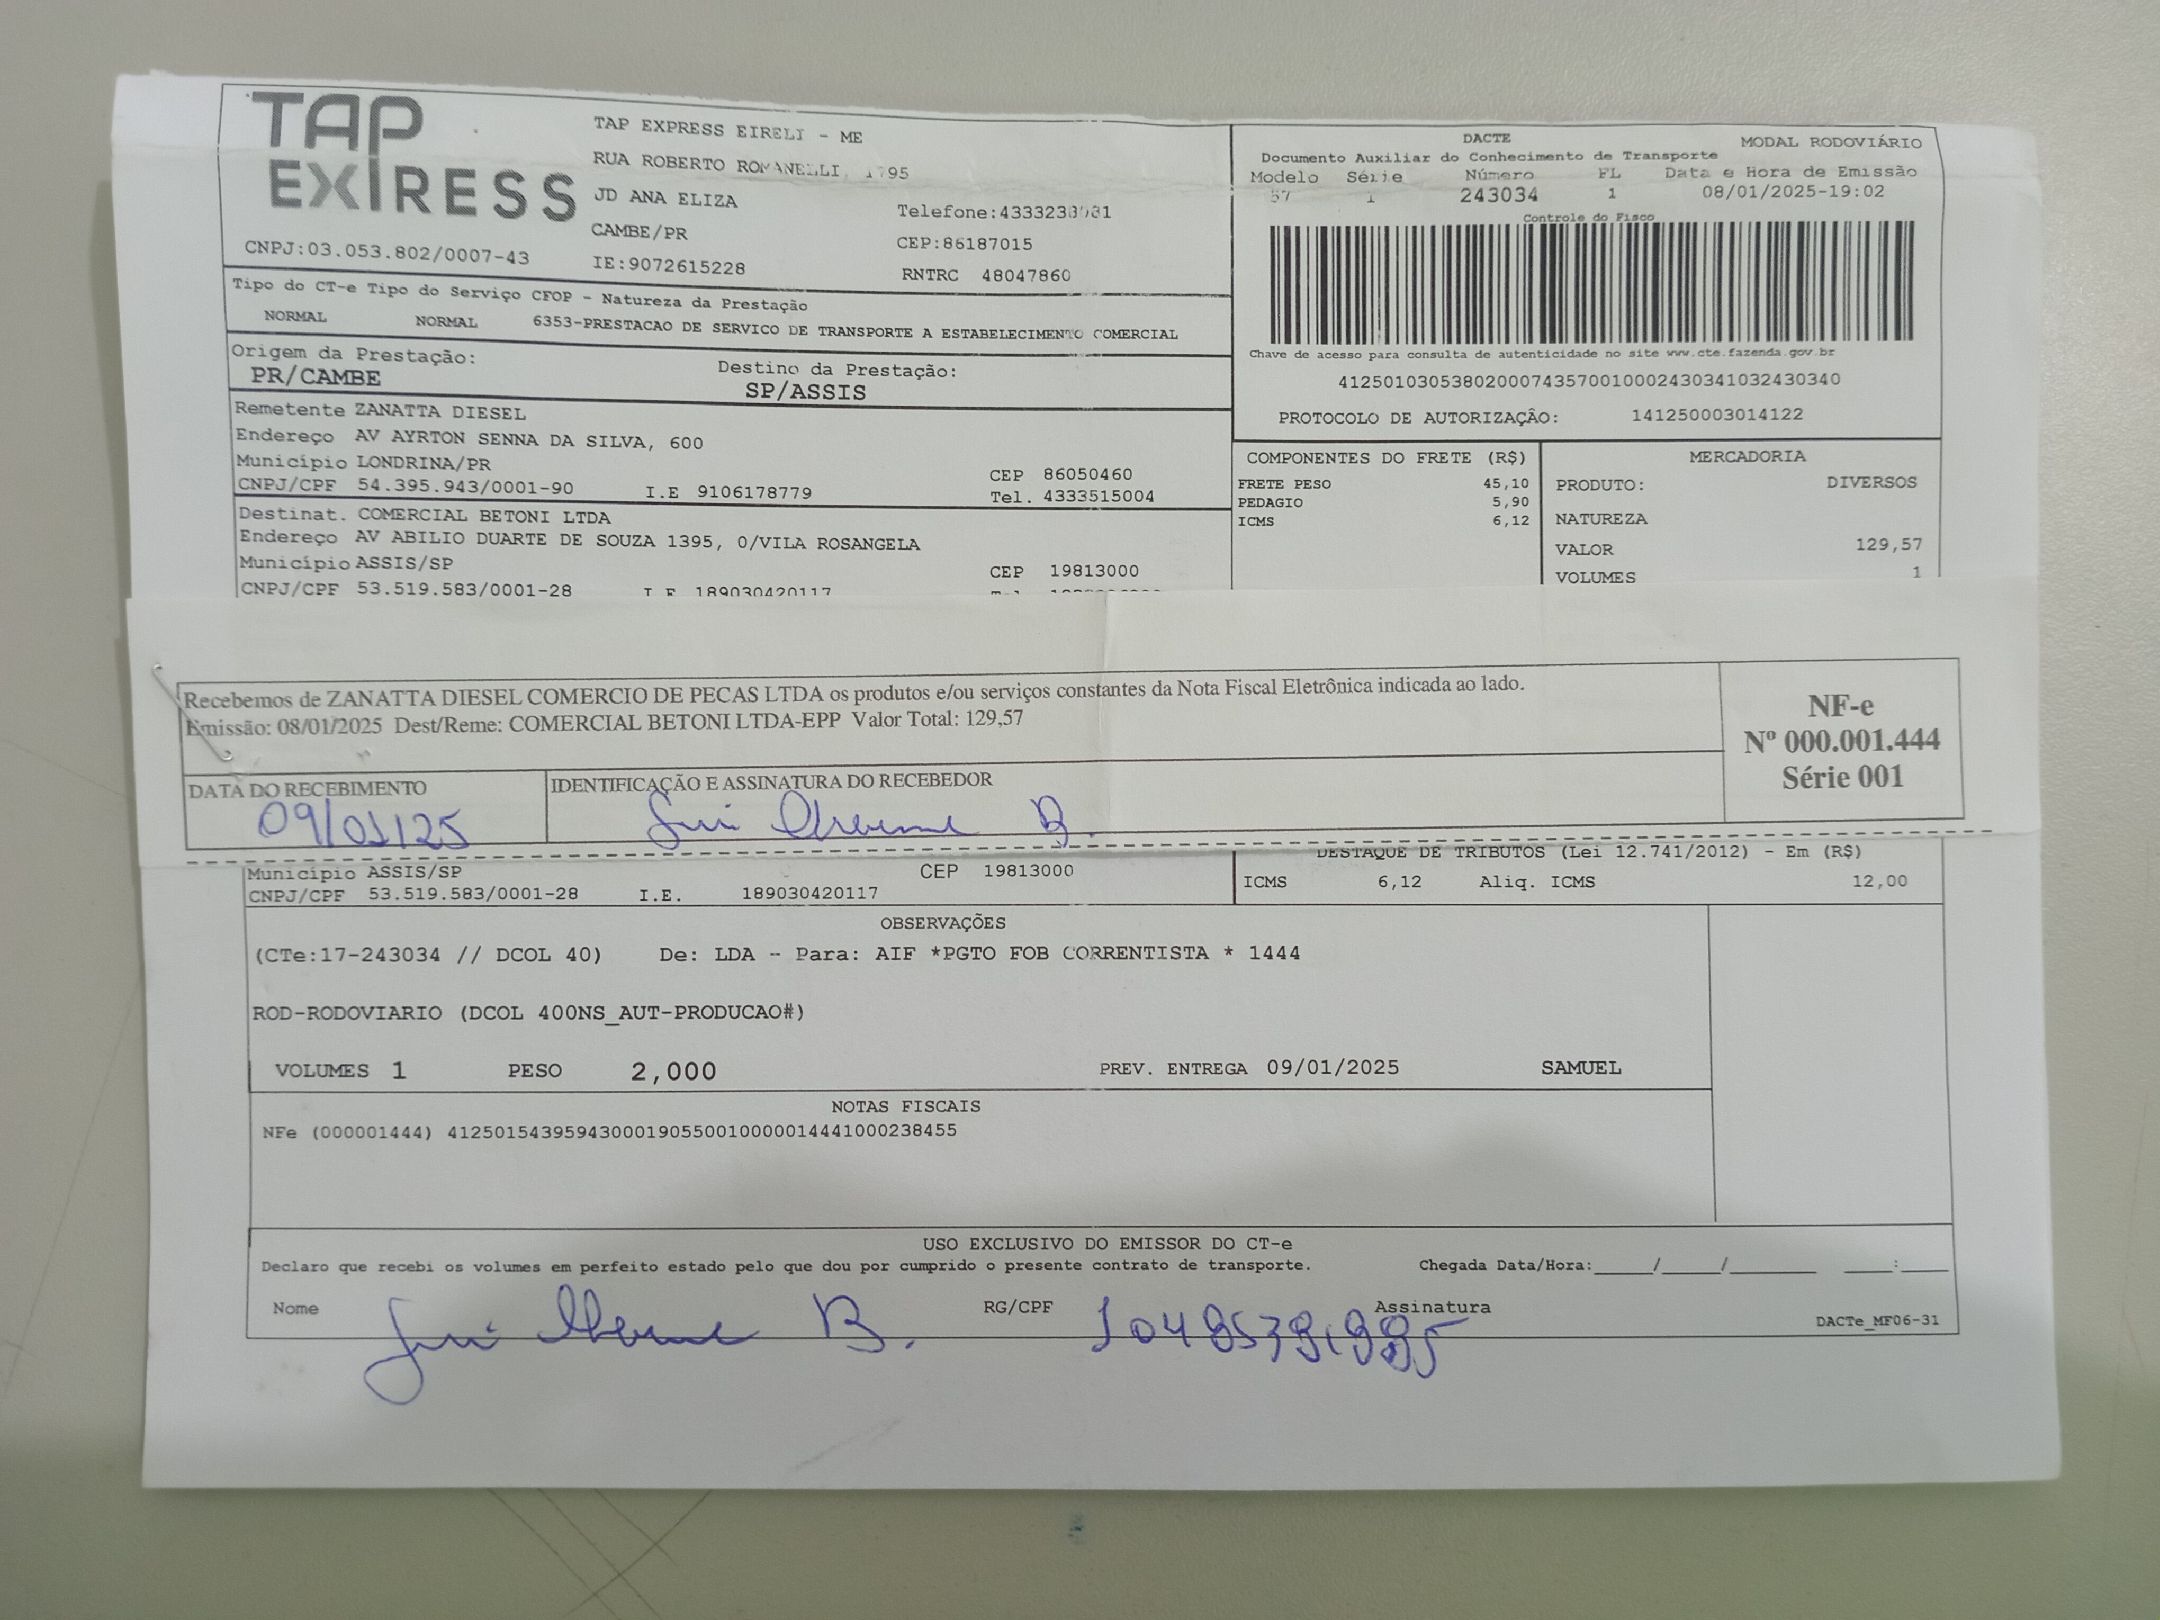 TAP
EXPRESS
TAP EXPRESS EIRELI - ME
RUA ROBERTO ROMANELLI, 1795
JD ANA ELIZA
CAMBE/PR
CEP:86187015
CNPJ:03.053.802/0007-43
IE:9072615228
RNTRC 48047860
DACTE
MODAL RODOVIÁRIO
Documento Auxiliar do Conhecimento de Transporte
Modelo Série Número FL Data e Hora de Emissão
57 1 243034 1 08/01/2025-19:02
Controle do Fisco
Chave de acesso para consulta de autenticidade no site www.cte.fazenda.gov.br
41250103053802000743570010002430341032430340
PROTOCOLO DE AUTORIZAÇÃO: 141250003014122
Tipo do CT-e Tipo do Serviço CFOP - Natureza da Prestação
NORMAL NORMAL 6353-PRESTACAO DE SERVICO DE TRANSPORTE A ESTABELECIMENTO COMERCIAL
Origem da Prestação: Destino da Prestação:
PR/CAMBE SP/ASSIS
Remetente ZANATTA DIESEL
Endereço AV AYRTON SENNA DA SILVA, 600
Município LONDRINA/PR CEP 86050460
CNPJ/CPF 54.395.943/0001-90 I.E 9106178779 Tel. 4333515004
Destinat. COMERCIAL BETONI LTDA
Endereço AV ABILIO DUARTE DE SOUZA 1395, 0/VILA ROSANGELA
Município ASSIS/SP CEP 19813000
CNPJ/CPF 53.519.583/0001-28 I.E 189030420117
COMPONENTES DO FRETE (R$)
FRETE PESO 45,10
PEDAGIO 5,90
ICMS 6,12
MERCADORIA
PRODUTO: DIVERSOS
NATUREZA
VALOR 129,57
VOLUMES 1
Recebemos de ZANATTA DIESEL COMERCIO DE PECAS LTDA os produtos e/ou serviços constantes da Nota Fiscal Eletrônica indicada ao lado.
Emissão: 08/01/2025 Dest/Reme: COMERCIAL BETONI LTDA-EPP Valor Total: 129,57
NF-e
Nº 000.001.444
Série 001
DATA DO RECEBIMENTO
09/01/25
IDENTIFICAÇÃO E ASSINATURA DO RECEBEDOR
Município ASSIS/SP CEP 19813000
CNPJ/CPF 53.519.583/0001-28 I.E. 189030420117
DESTAQUE DE TRIBUTOS (Lei 12.741/2012) - Em (R$)
ICMS 6,12 Aliq. ICMS 12,00
OBSERVAÇÕES
(CTe:17-243034 // DCOL 40) De: LDA - Para: AIF *PGTO FOB CORRENTISTA * 1444
ROD-RODOVIARIO (DCOL 400NS_AUT-PRODUCAO#)
VOLUMES 1 PESO 2,000 PREV. ENTREGA 09/01/2025 SAMUEL
NOTAS FISCAIS
NFe (000001444) 41250154395943000190550010000014441000238455
USO EXCLUSIVO DO EMISSOR DO CT-e
Declaro que recebi os volumes em perfeito estado pelo que dou por cumprido o presente contrato de transporte. Chegada Data/Hora:_____/_____/________ ____:____
Nome RG/CPF Assinatura
DACTe_MF06-31